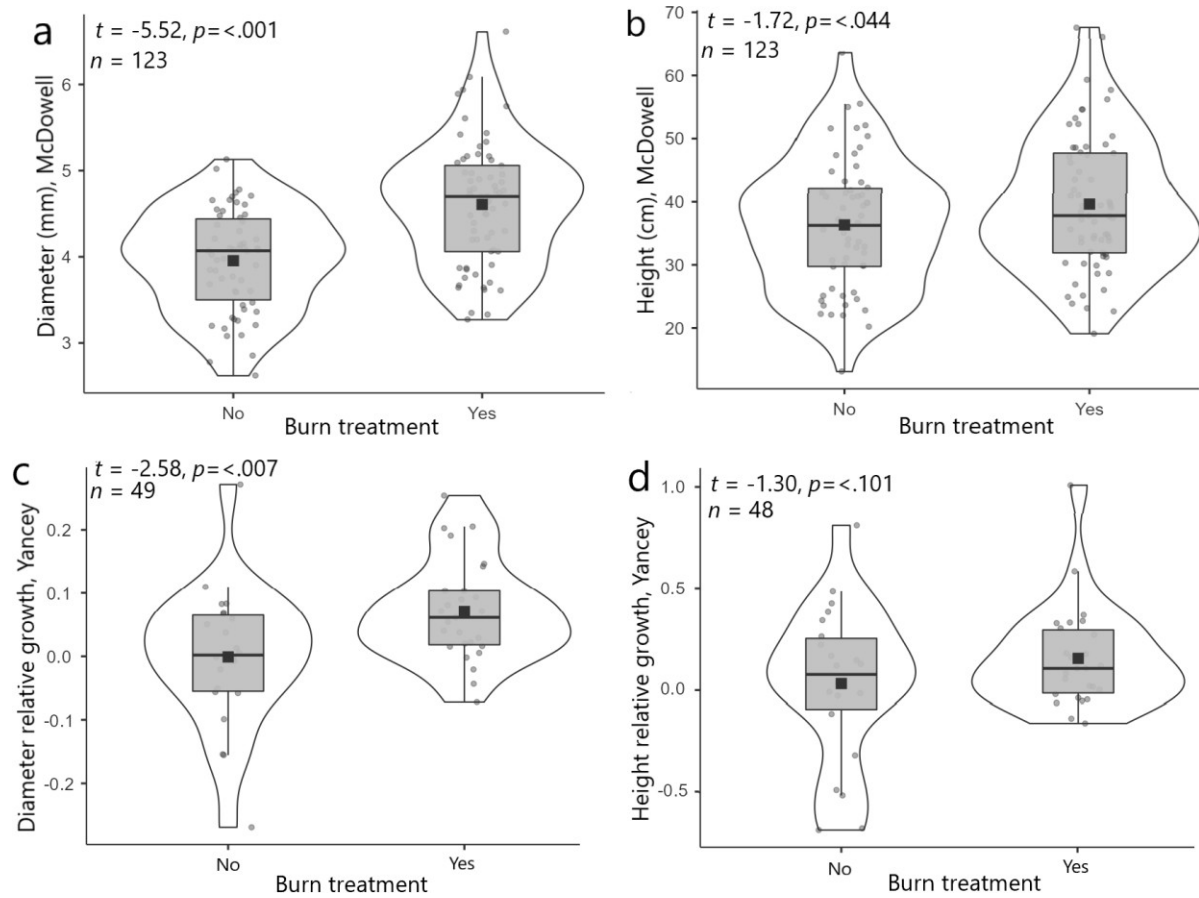 a
t = -5.52, p=<.001
n = 123
Diameter (mm), McDowell
6
5
4
3
No
Yes
Burn treatment
b
t = -1.72, p=<.044
n = 123
Height (cm), McDowell
70
60
50
40
30
20
No
Yes
Burn treatment
c
t = -2.58, p=<.007
n = 49
Diameter relative growth, Yancey
0.2
0.1
0.0
-0.1
-0.2
No
Yes
Burn treatment
d
t = -1.30, p=<.101
n = 48
Height relative growth, Yancey
1.0
0.5
0.0
-0.5
No
Yes
Burn treatment